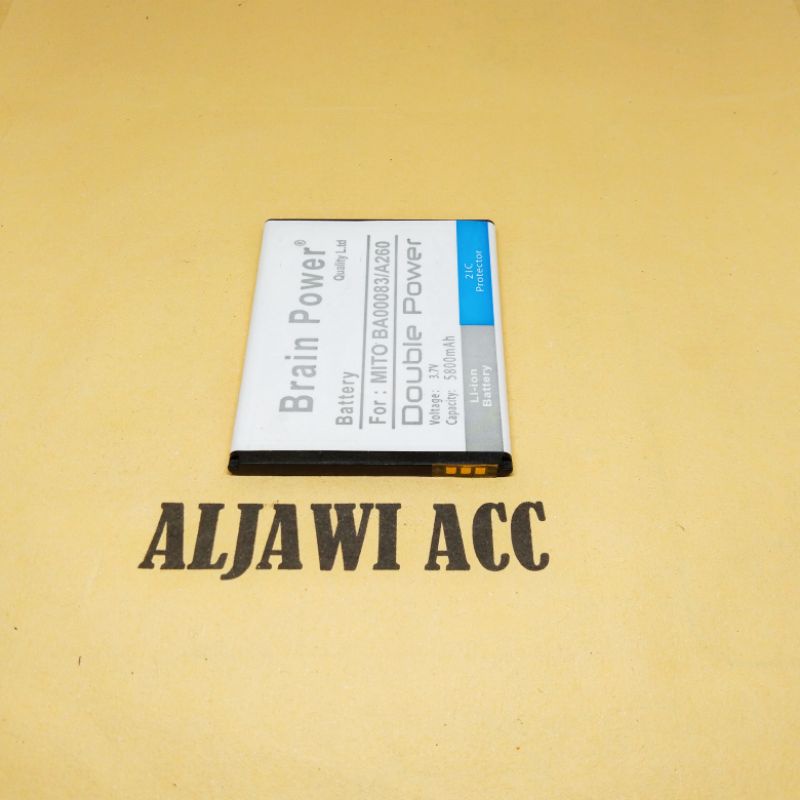 Brain Power®
Quality Ltd
Battery
For : MITO BA00083/A260
Double Power
Voltage: 3.7V
Capacity: 5800mAh
2IC
Protector
Li-ion
Battery
ALJAWI ACC